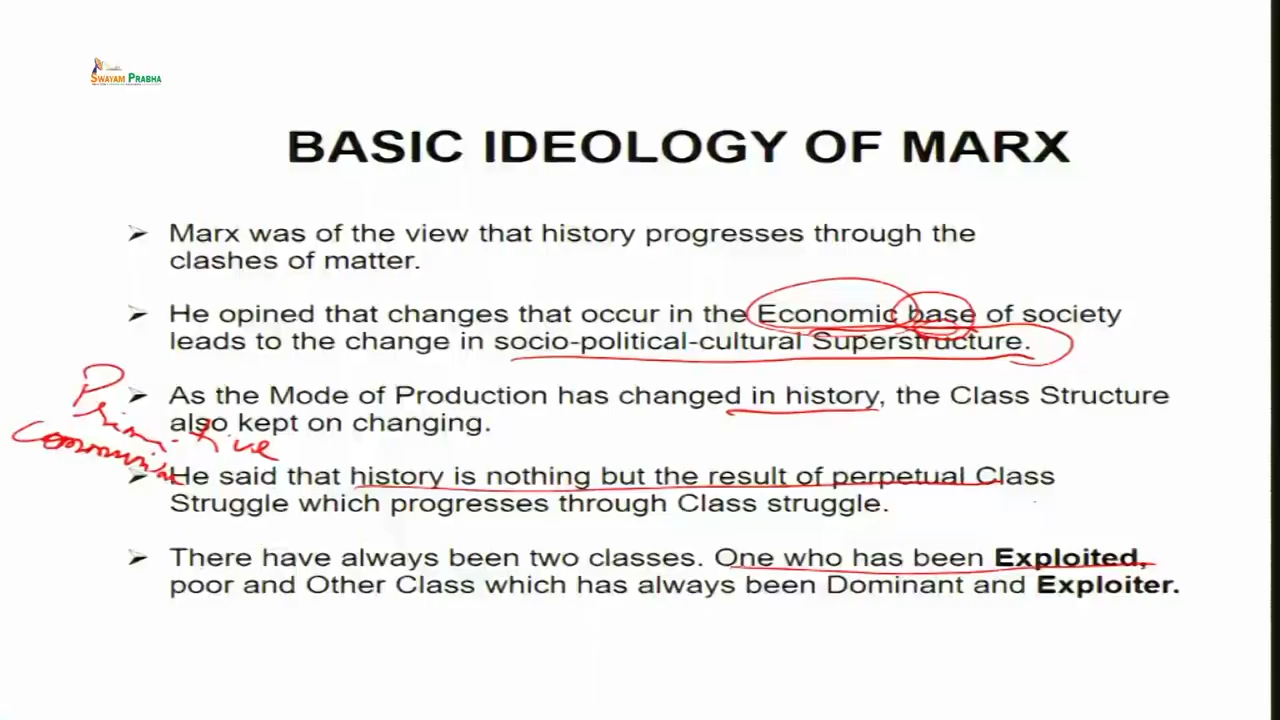 SWAYAM PRABHA
BASIC IDEOLOGY OF MARX
➢ Marx was of the view that history progresses through the
clashes of matter.
➢ He opined that changes that occur in the Economic base of society
leads to the change in socio-political-cultural Superstructure.
➢ As the Mode of Production has changed in history, the Class Structure
also kept on changing.
Primitive
➢ He said that history is nothing but the result of perpetual Class
Struggle which progresses through Class struggle.
➢ There have always been two classes. One who has been Exploited,
poor and Other Class which has always been Dominant and Exploiter.